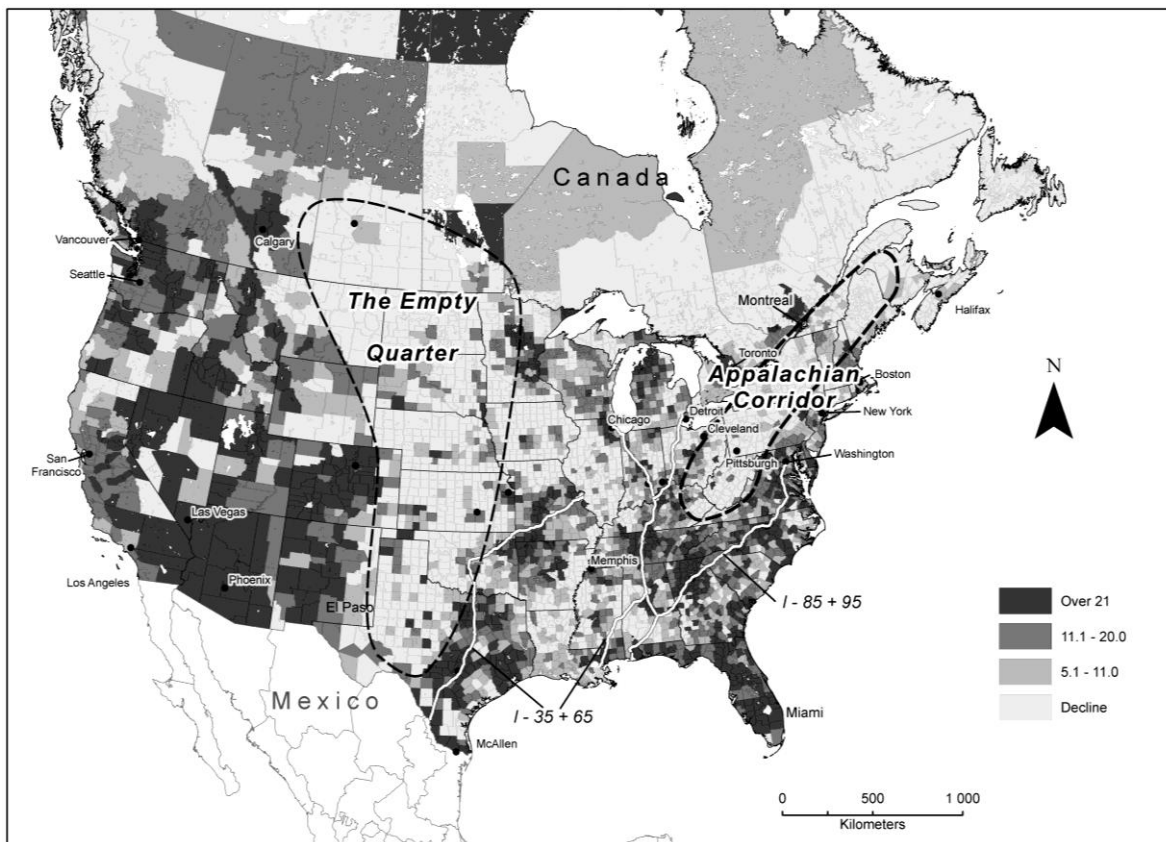 Canada
Vancouver
Calgary
Seattle
The Empty
Quarter
Montreal
Halifax
Toronto
Appalachian
Corridor
Boston
N
Detroit
Chicago
New York
Cleveland
San
Francisco
Pittsburgh
Washington
Las Vegas
Memphis
Los Angeles
Phoenix
El Paso
I - 85 + 95
Over 21
11.1 - 20.0
5.1 - 11.0
Decline
Mexico
I - 35 + 65
Miami
McAllen
0 500 1 000
Kilometers